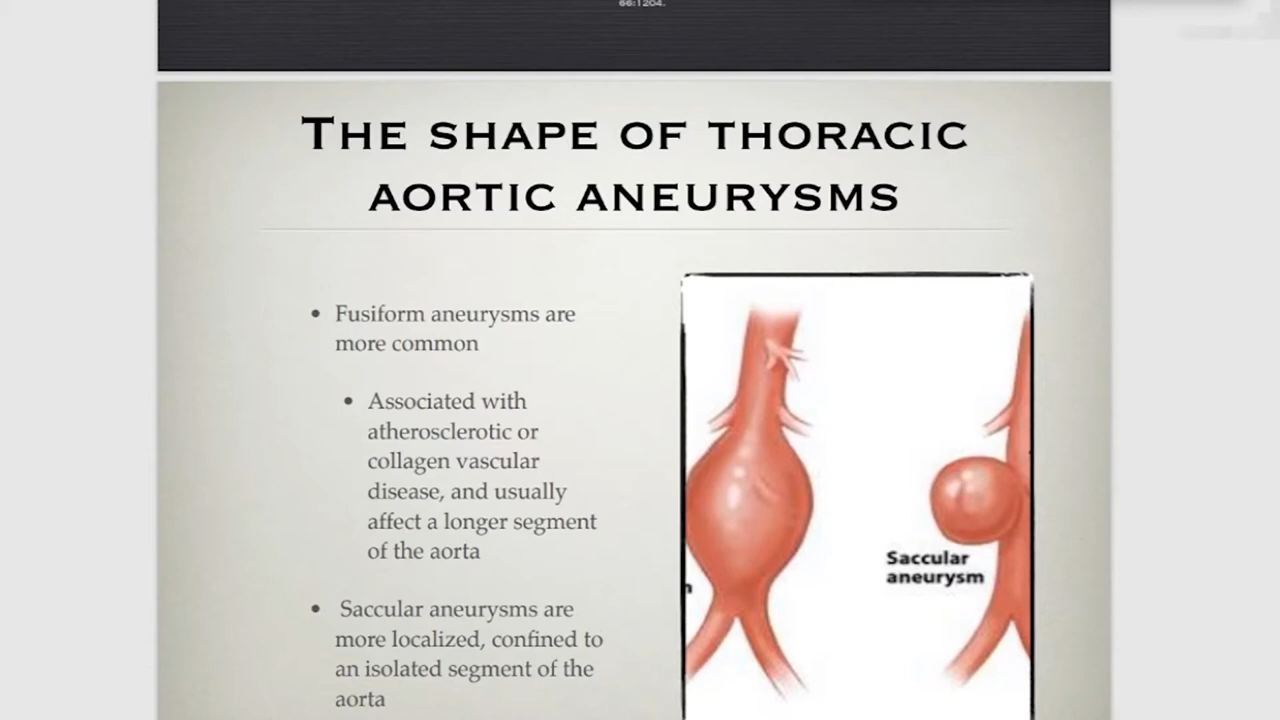 66:1204.
The shape of thoracic
aortic aneurysms
• Fusiform aneurysms are
more common
• Associated with
atherosclerotic or
collagen vascular
disease, and usually
affect a longer segment
of the aorta
• Saccular aneurysms are
more localized, confined to
an isolated segment of the
aorta
n
Saccular
aneurysm